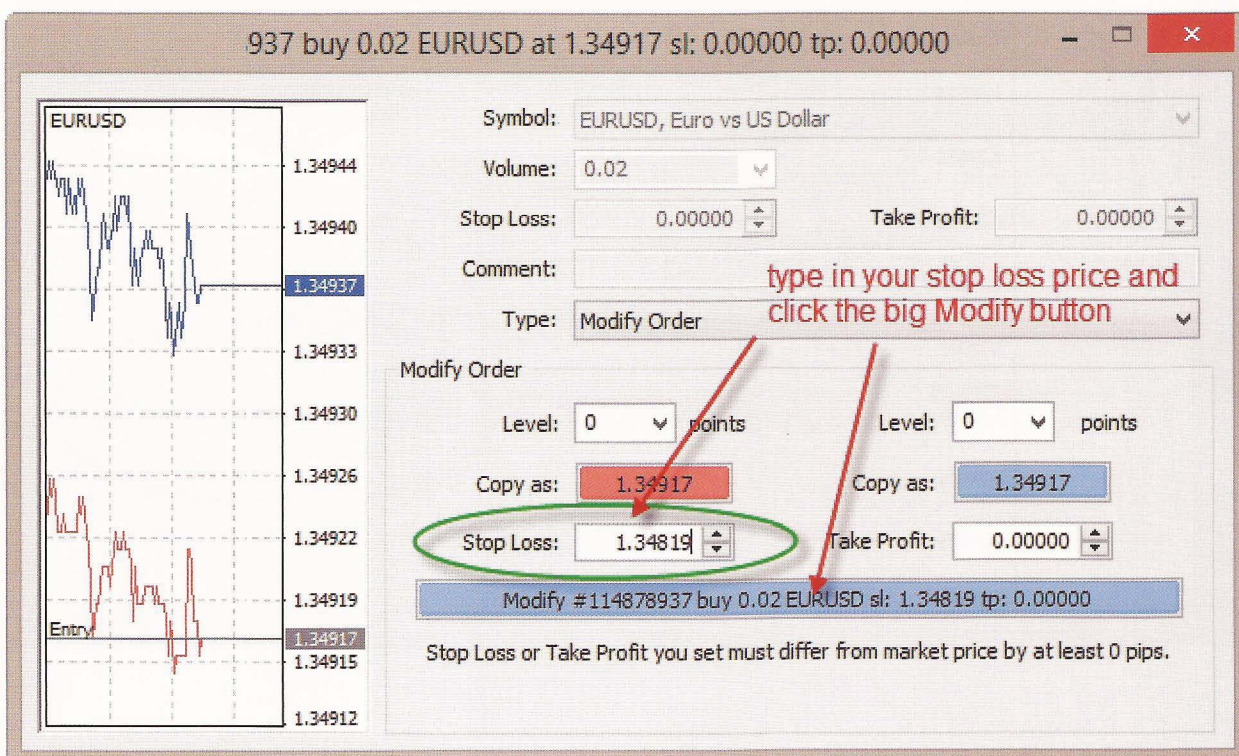 937 buy 0.02 EURUSD at 1.34917 sl: 0.00000 tp: 0.00000
EURUSD
1.34944
1.34940
1.34937
1.34933
1.34930
1.34926
1.34922
1.34919
Entry
1.34917
1.34915
1.34912
Symbol: EURUSD, Euro vs US Dollar
Volume: 0.02
Stop Loss: 0.00000 Take Profit: 0.00000
Comment:
type in your stop loss price and
click the big Modify button
Type: Modify Order
Modify Order
Level: 0 points Level: 0 points
Copy as: 1.34917 Copy as: 1.34917
Stop Loss: 1.34819 Take Profit: 0.00000
Modify #114878937 buy 0.02 EURUSD sl: 1.34819 tp: 0.00000
Stop Loss or Take Profit you set must differ from market price by at least 0 pips.